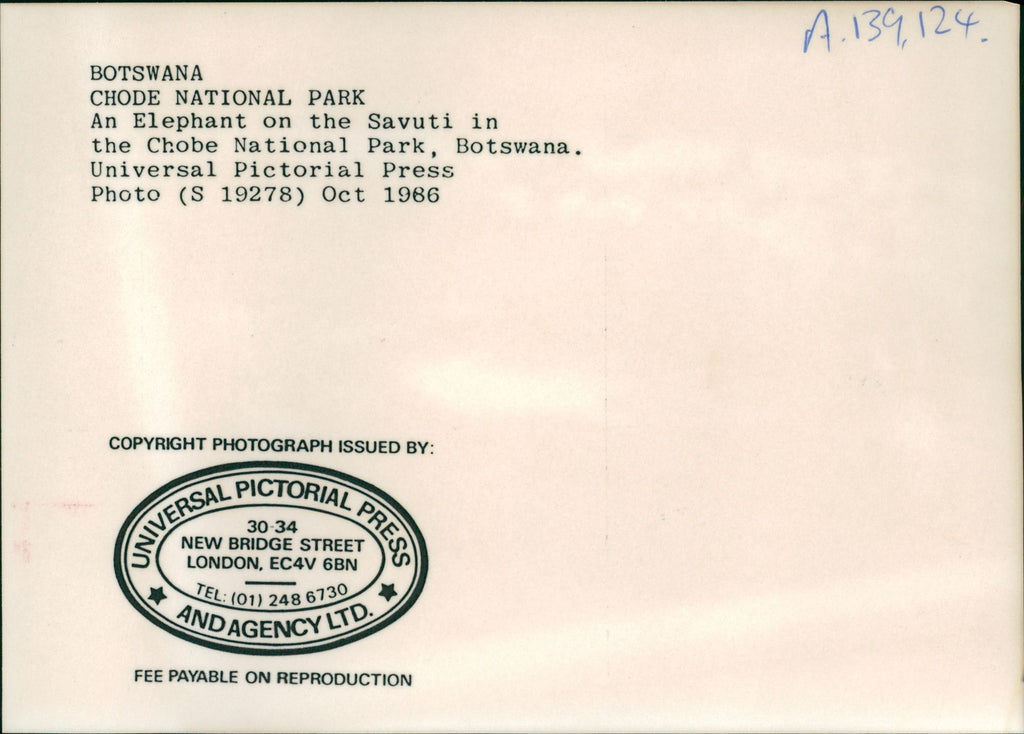 A.139,124.
BOTSWANA
CHODE NATIONAL PARK
An Elephant on the Savuti in
the Chobe National Park, Botswana.
Universal Pictorial Press
Photo (S 19278) Oct 1986
COPYRIGHT PHOTOGRAPH ISSUED BY:
UNIVERSAL PICTORIAL PRESS
30-34
NEW BRIDGE STREET
LONDON, EC4V 6BN
TEL: (01) 248 6730
AND AGENCY LTD.
FEE PAYABLE ON REPRODUCTION